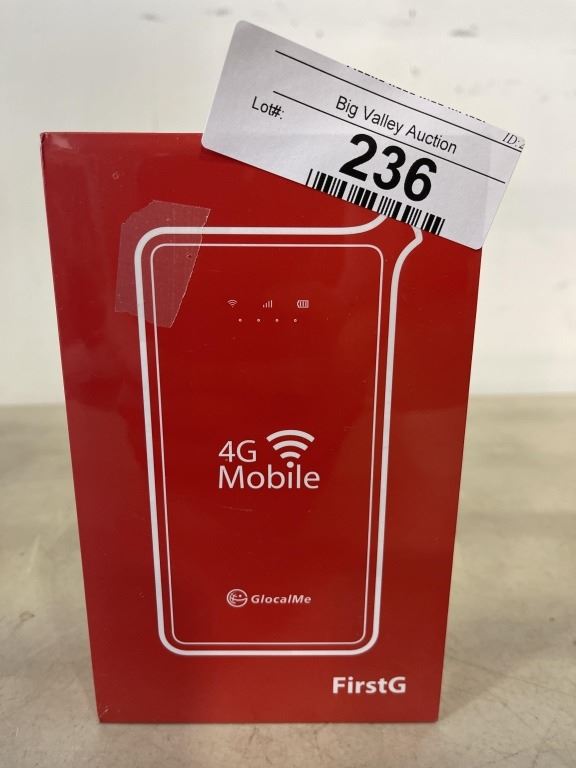 Lot#:
Big Valley Auction
236
4G
Mobile
GlocalMe
FirstG